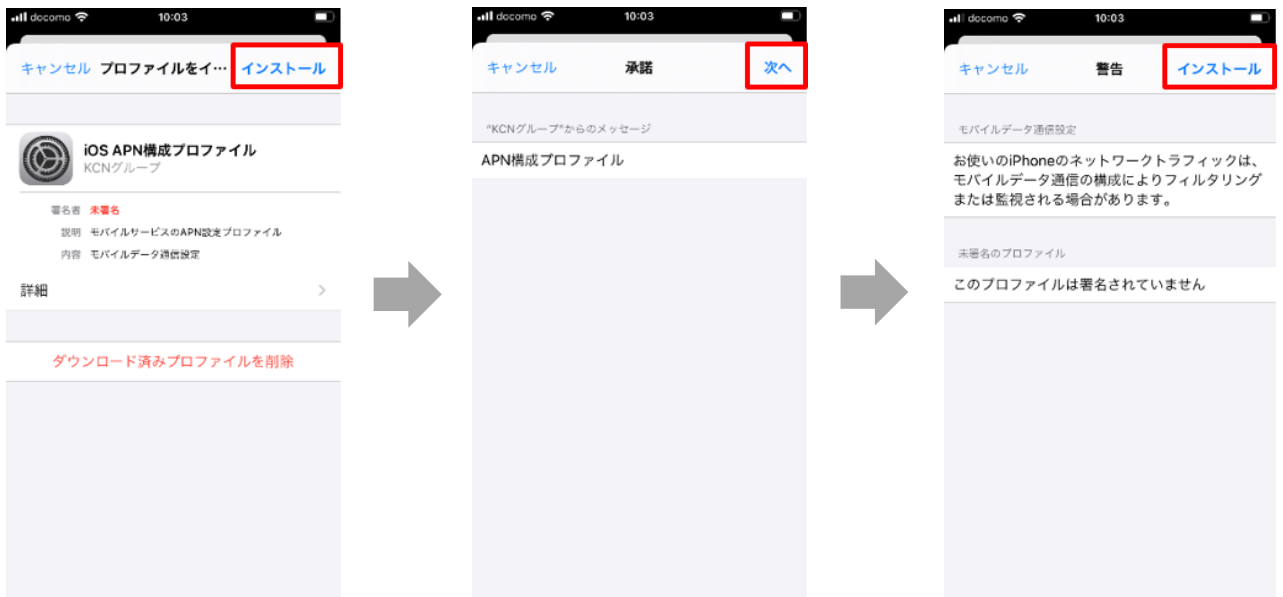 docomo 10:03
キャンセル プロファイルをイ… インストール
iOS APN構成プロファイル
KCNグループ
署名者 未署名
説明 モバイルサービスのAPN設定プロファイル
内容 モバイルデータ通信設定
詳細
ダウンロード済みプロファイルを削除
docomo 10:03
キャンセル 承諾 次へ
"KCNグループ"からのメッセージ
APN構成プロファイル
docomo 10:03
キャンセル 警告 インストール
モバイルデータ通信設定
お使いのiPhoneのネットワークトラフィックは、
モバイルデータ通信の構成によりフィルタリング
または監視される場合があります。
未署名のプロファイル
このプロファイルは署名されていません